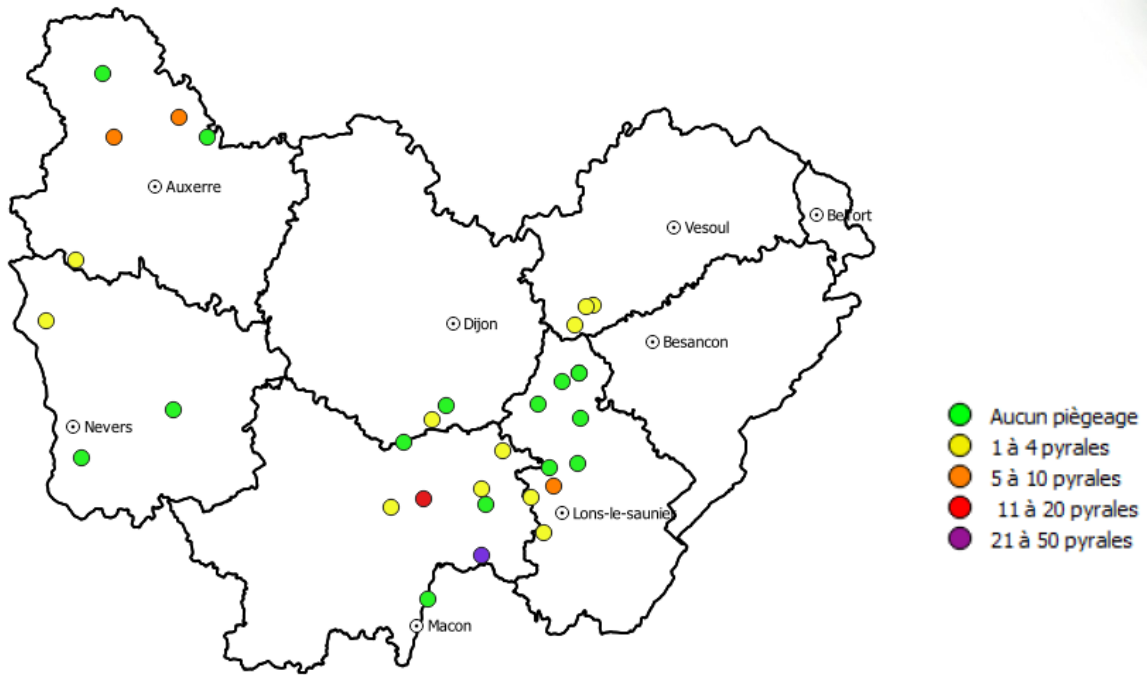 Auxerre
Belfort
Vesoul
Dijon
Besancon
Nevers
Lons-le-saunier
Macon
Aucun piègeage
1 à 4 pyrales
5 à 10 pyrales
11 à 20 pyrales
21 à 50 pyrales